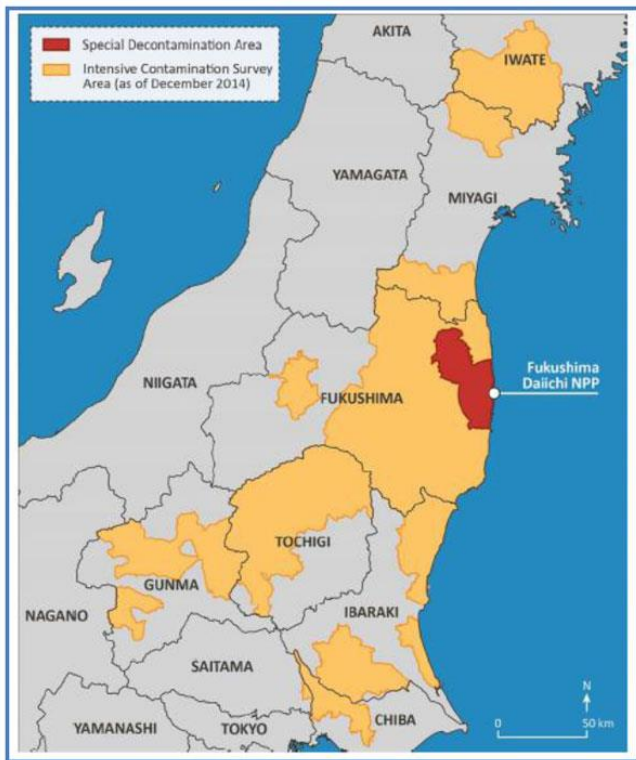 Special Decontamination Area
Intensive Contamination Survey
Area (as of December 2014)
AKITA
IWATE
YAMAGATA
MIYAGI
NIIGATA
FUKUSHIMA
Fukushima
Daiichi NPP
TOCHIGI
GUNMA
NAGANO
IBARAKI
SAITAMA
YAMANASHI
TOKYO
CHIBA
N
0 50 km